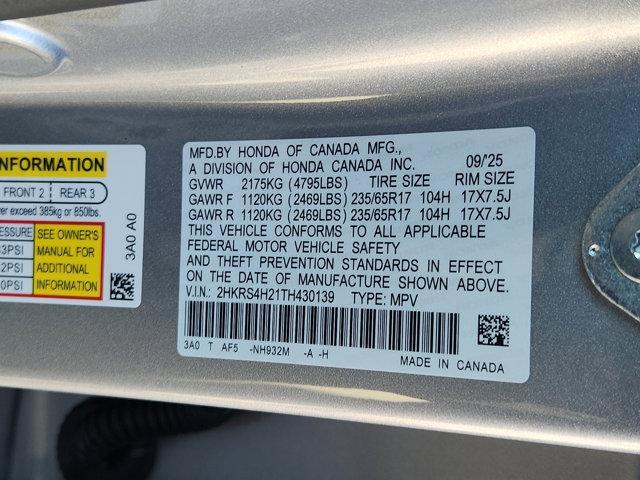 INFORMATION
FRONT 2 REAR 3
ver exceed 385kg or 850lbs.
SEE OWNER'S
MANUAL FOR
ADDITIONAL
INFORMATION
3A0 A0
MFD.BY HONDA OF CANADA MFG.,
A DIVISION OF HONDA CANADA INC. 09/'25
GVWR 2175KG (4795LBS) TIRE SIZE RIM SIZE
GAWR F 1120KG (2469LBS) 235/65R17 104H 17X7.5J
GAWR R 1120KG (2469LBS) 235/65R17 104H 17X7.5J
THIS VEHICLE CONFORMS TO ALL APPLICABLE
FEDERAL MOTOR VEHICLE SAFETY
AND THEFT PREVENTION STANDARDS IN EFFECT
ON THE DATE OF MANUFACTURE SHOWN ABOVE.
V.I.N: 2HKRS4H21TH430139 TYPE: MPV
3A0 T AF5 -NH932M -A -H MADE IN CANADA